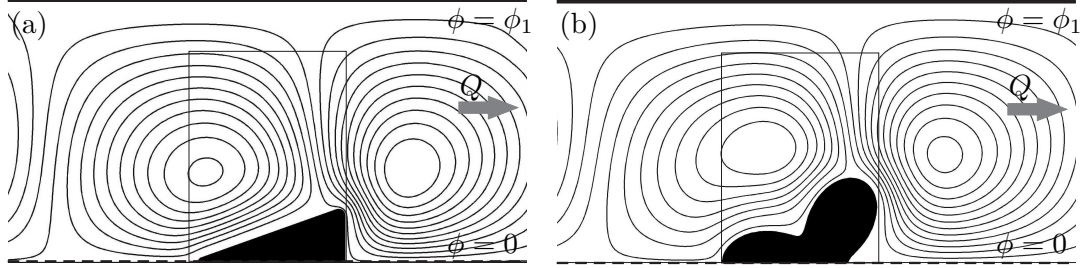 (a)
ϕ = ϕ₁
Q
ϕ = 0
(b)
ϕ = ϕ₁
Q
ϕ = 0